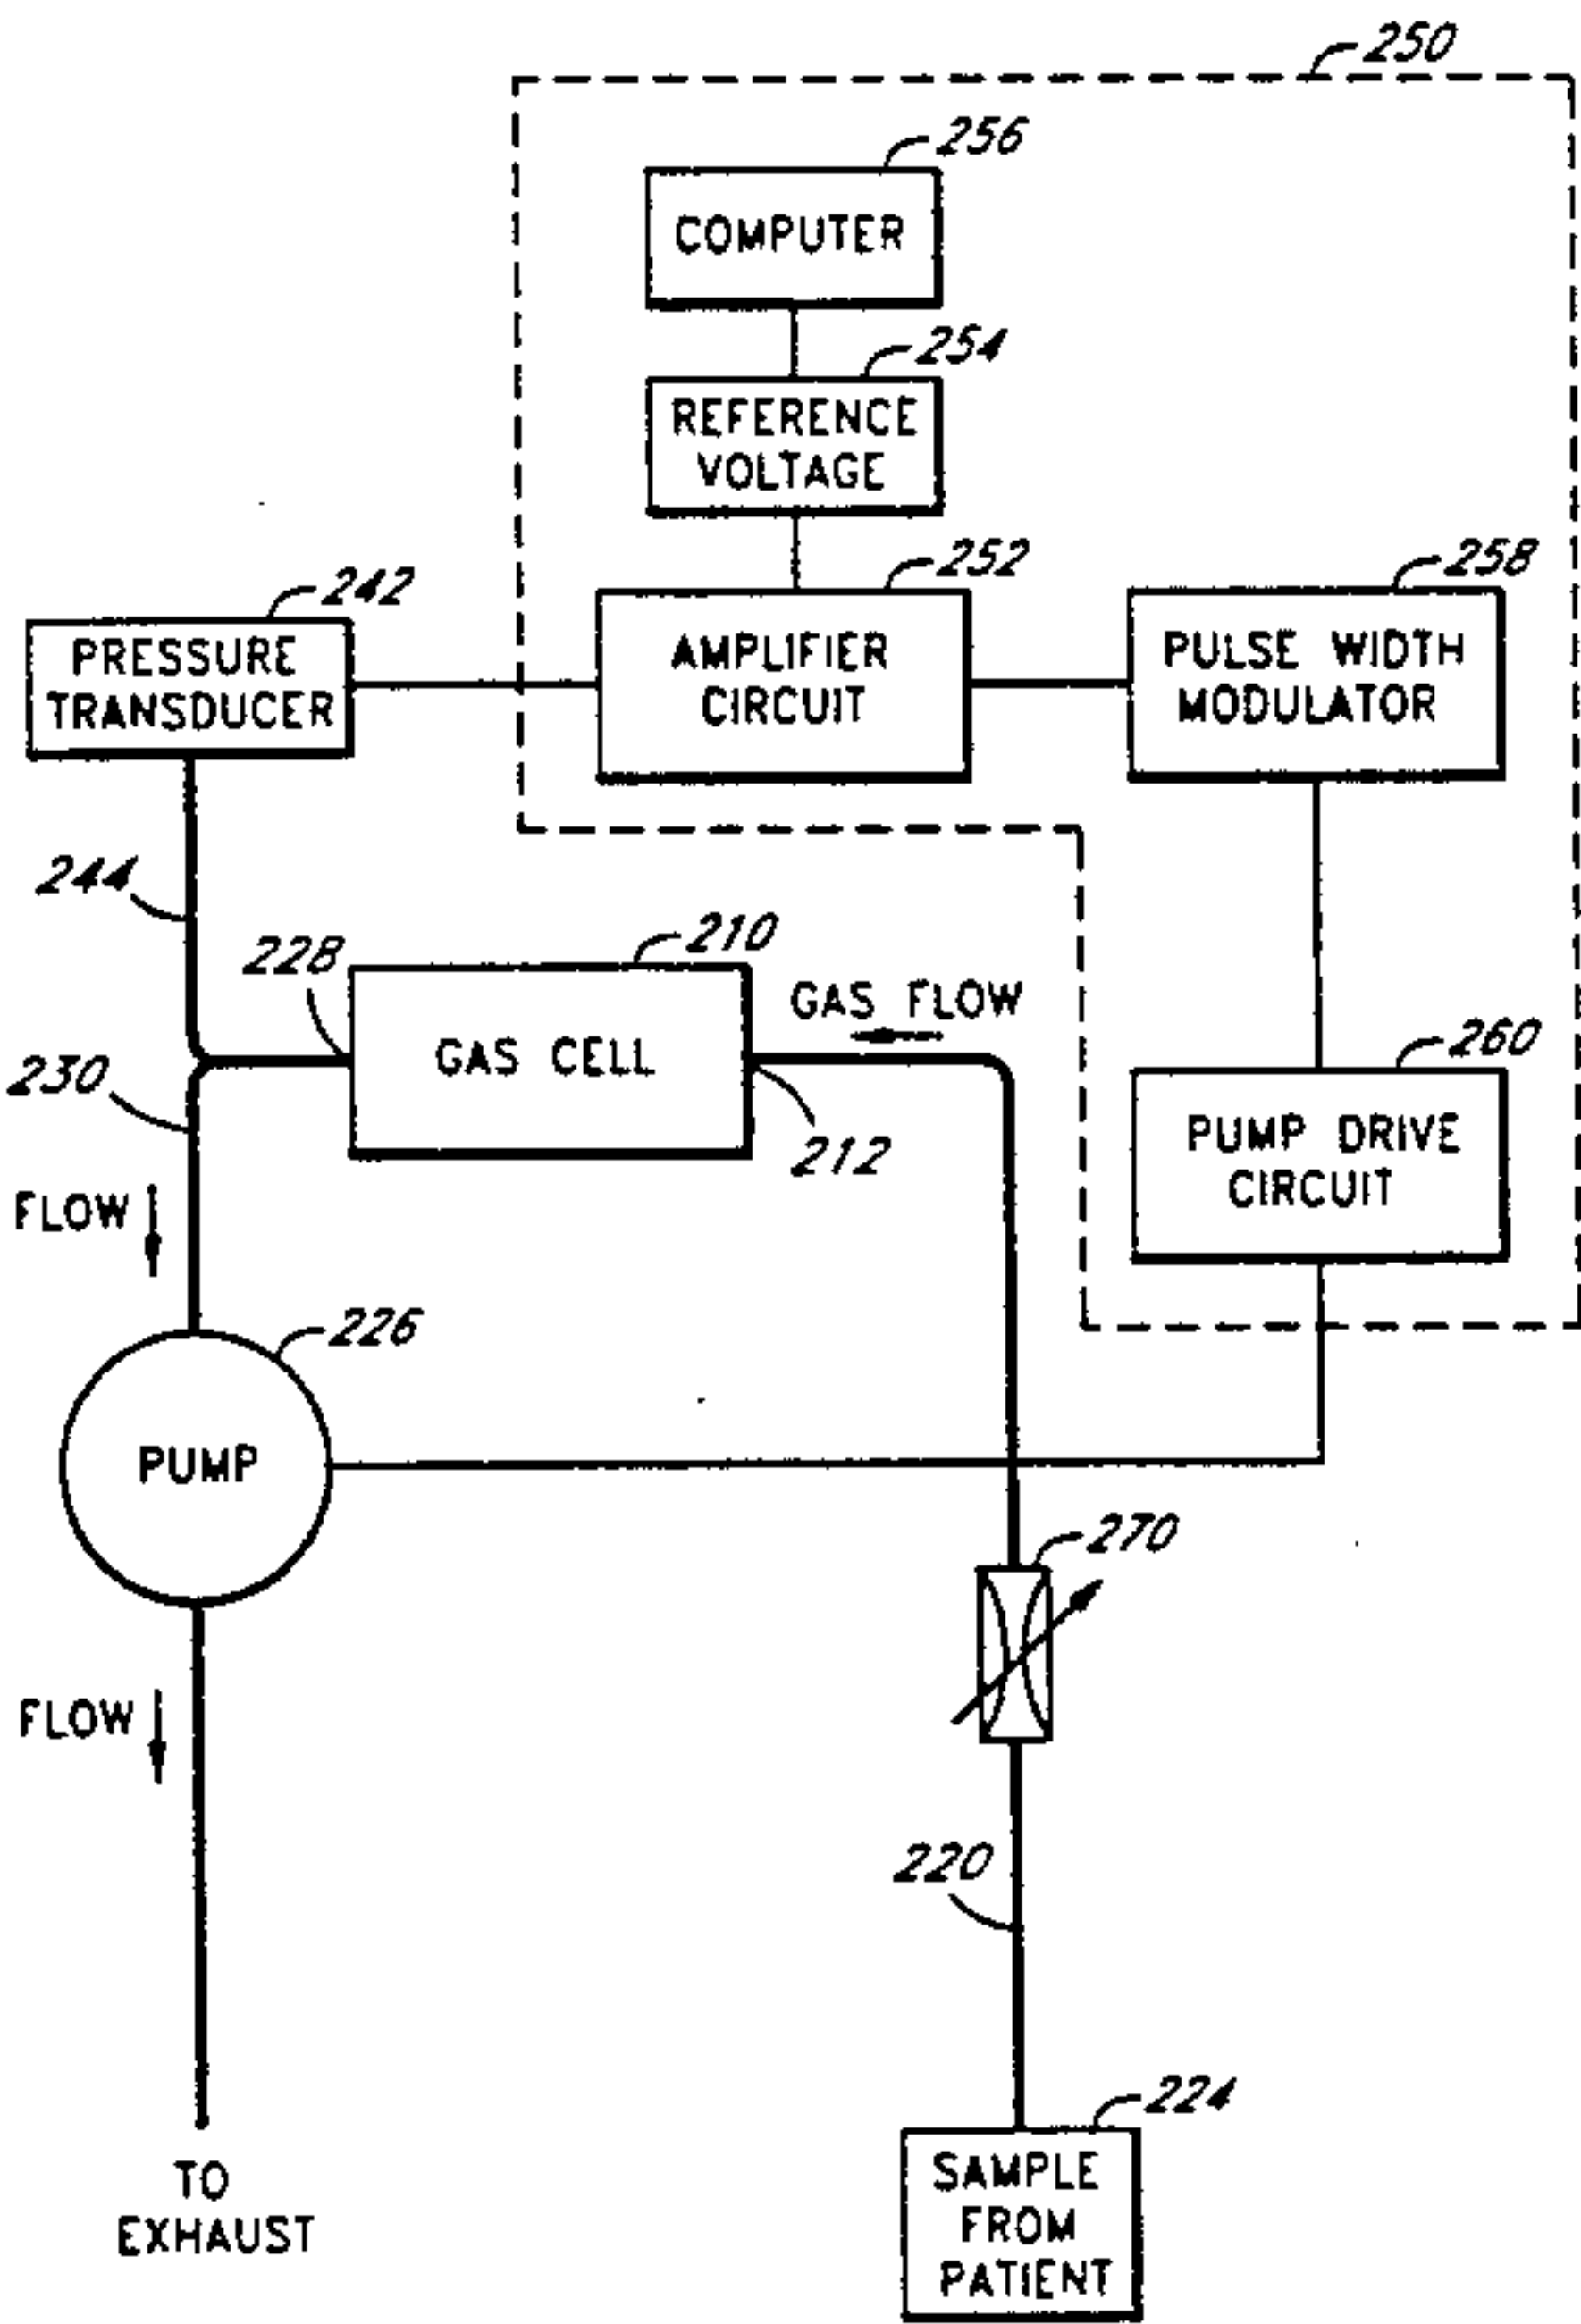 250
256
COMPUTER
254
REFERENCE
VOLTAGE
252
258
242
PRESSURE
TRANSDUCER
AMPLIFIER
CIRCUIT
PULSE WIDTH
MODULATOR
244
228
210
GAS FLOW
GAS CELL
230
212
260
PUMP DRIVE
CIRCUIT
FLOW
226
PUMP
270
FLOW
220
224
TO
EXHAUST
SAMPLE
FROM
PATIENT